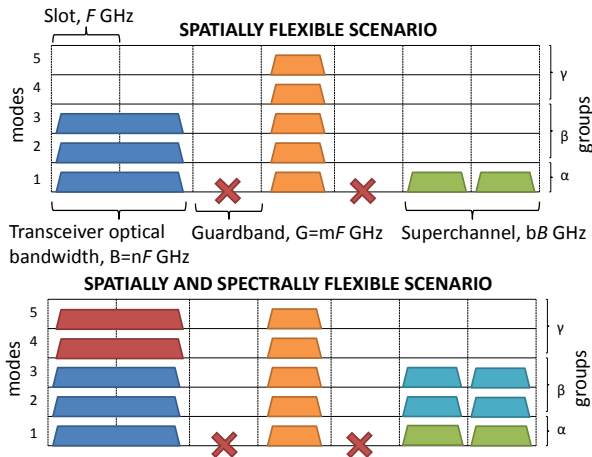 Slot, F GHz
SPATIALLY FLEXIBLE SCENARIO
5
4
3
2
1
modes
γ
β
α
groups
Transceiver optical
bandwidth, B=nF GHz
Guardband, G=mF GHz
Superchannel, bB GHz
SPATIALLY AND SPECTRALLY FLEXIBLE SCENARIO
5
4
3
2
1
modes
γ
β
α
groups